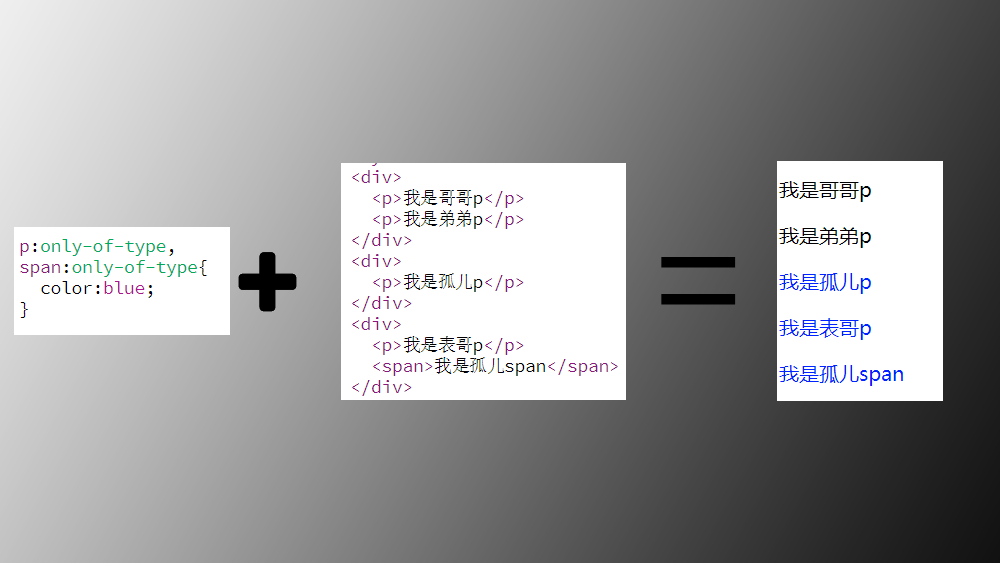 p:only-of-type,
span:only-of-type{
  color:blue;
}
<div>
  <p>我是哥哥p</p>
  <p>我是弟弟p</p>
</div>
<div>
  <p>我是孤儿p</p>
</div>
<div>
  <p>我是表哥p</p>
  <span>我是孤儿span</span>
</div>
我是哥哥p
我是弟弟p
我是孤儿p
我是表哥p
我是孤儿span